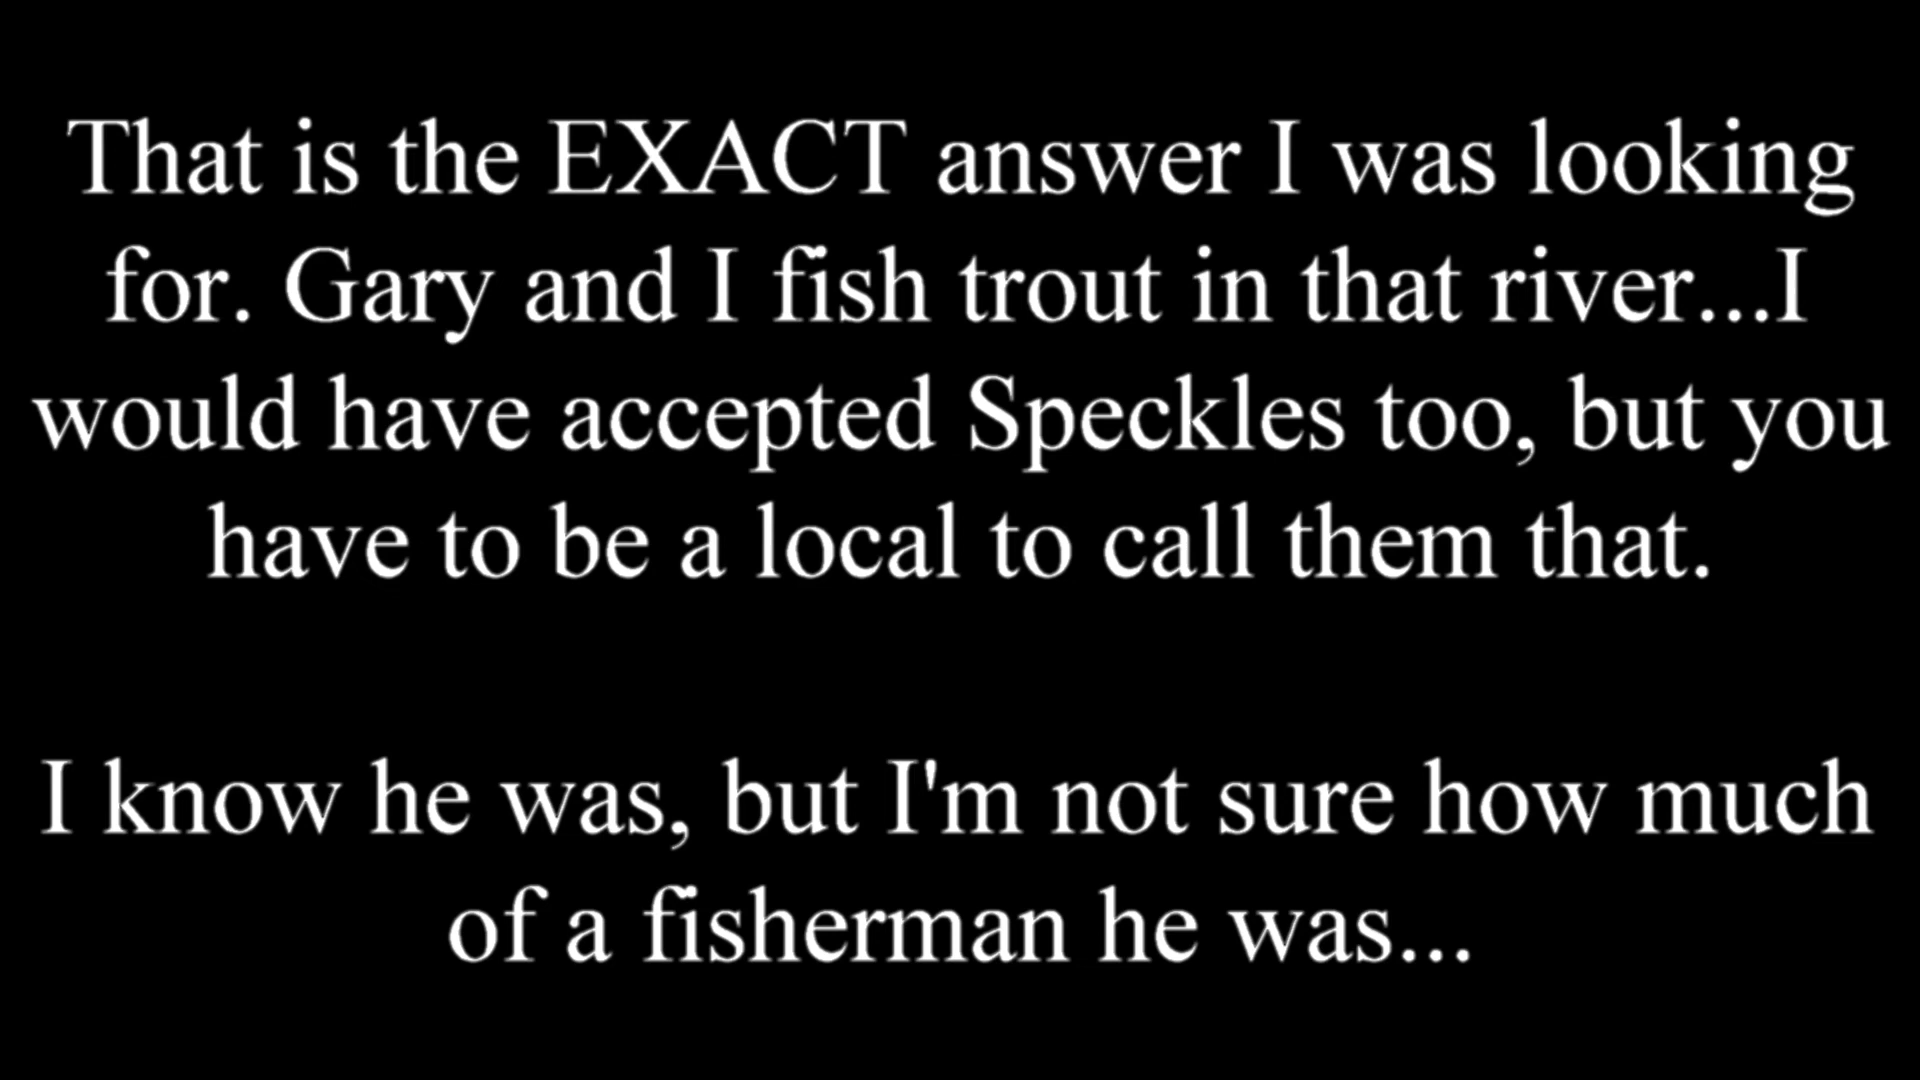 That is the EXACT answer I was looking
for. Gary and I fish trout in that river...I
would have accepted Speckles too, but you
have to be a local to call them that.
I know he was, but I'm not sure how much
of a fisherman he was...